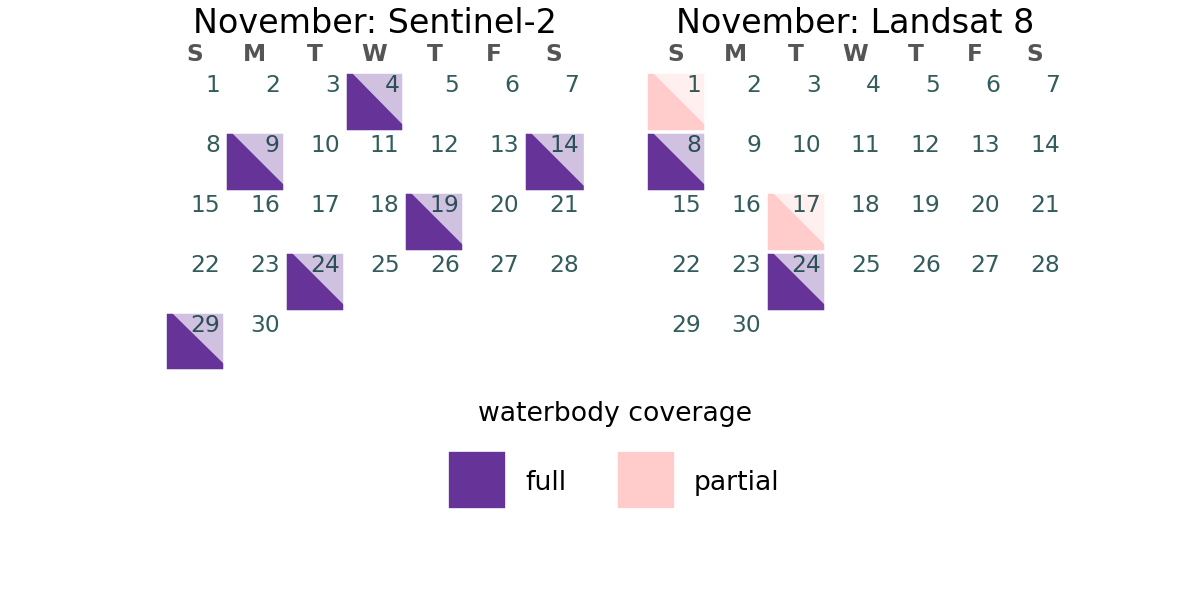 November: Sentinel-2
S M T W T F S
1 2 3 4 5 6 7
8 9 10 11 12 13 14
15 16 17 18 19 20 21
22 23 24 25 26 27 28
29 30
November: Landsat 8
S M T W T F S
1 2 3 4 5 6 7
8 9 10 11 12 13 14
15 16 17 18 19 20 21
22 23 24 25 26 27 28
29 30
waterbody coverage
full partial